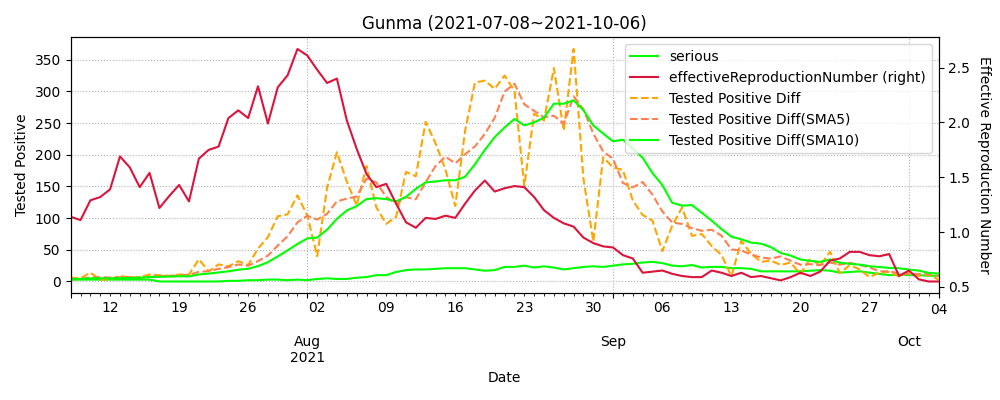 Gunma (2021-07-08~2021-10-06)
serious
effectiveReproductionNumber (right)
Tested Positive Diff
Tested Positive Diff(SMA5)
Tested Positive Diff(SMA10)
Tested Positive
350
300
250
200
150
100
50
0
2.5
2.0
1.5
1.0
0.5
Effective Reproduction Number
12 19 26 02 09 16 23 30 06 13 20 27 04
Aug Sep Oct
2021
Date